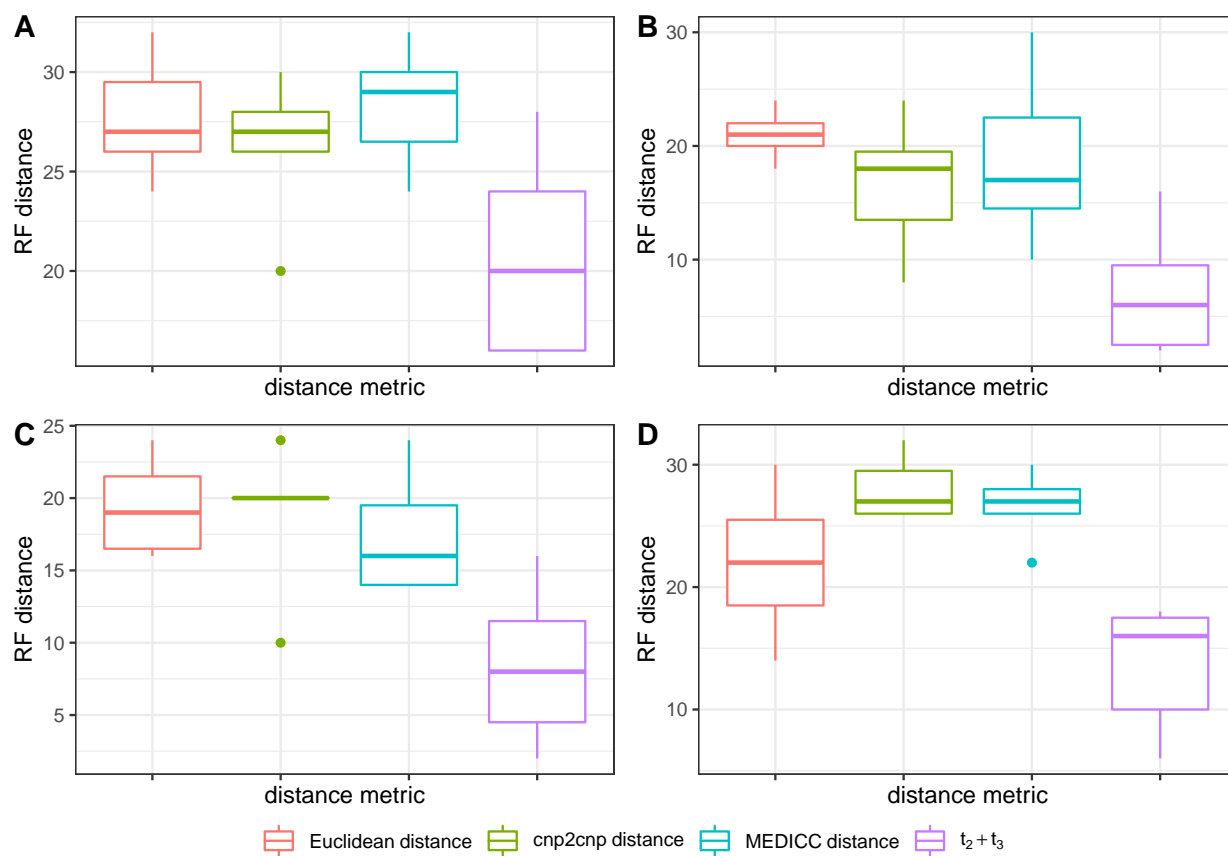 A
RF distance
30
25
20
distance metric
B
RF distance
30
20
10
distance metric
C
RF distance
25
20
15
10
5
distance metric
D
RF distance
30
20
10
distance metric
Euclidean distance cnp2cnp distance MEDICC distance t₂ + t₃